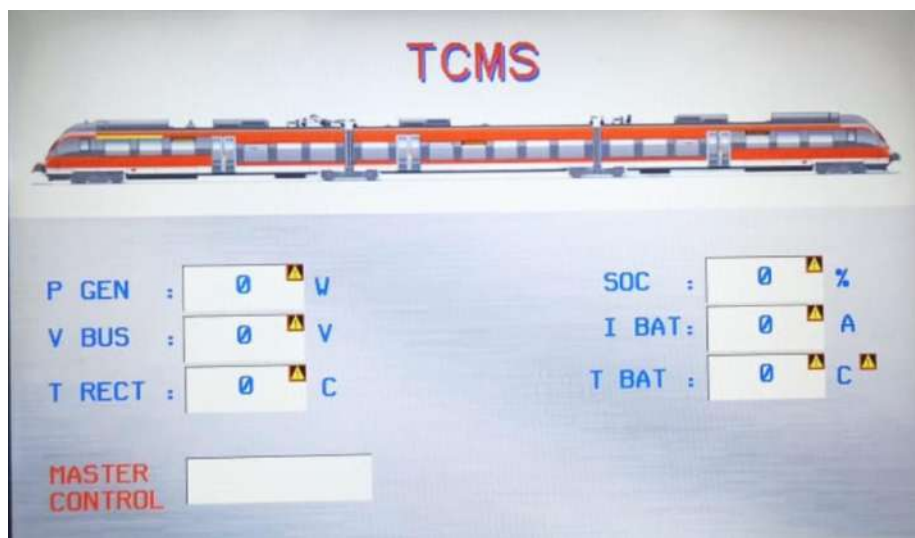 TCMS
P GEN : 0 W
SOC : 0 %
V BUS : 0 V
I BAT: 0 A
T RECT : 0 C
T BAT : 0 C
MASTER
CONTROL